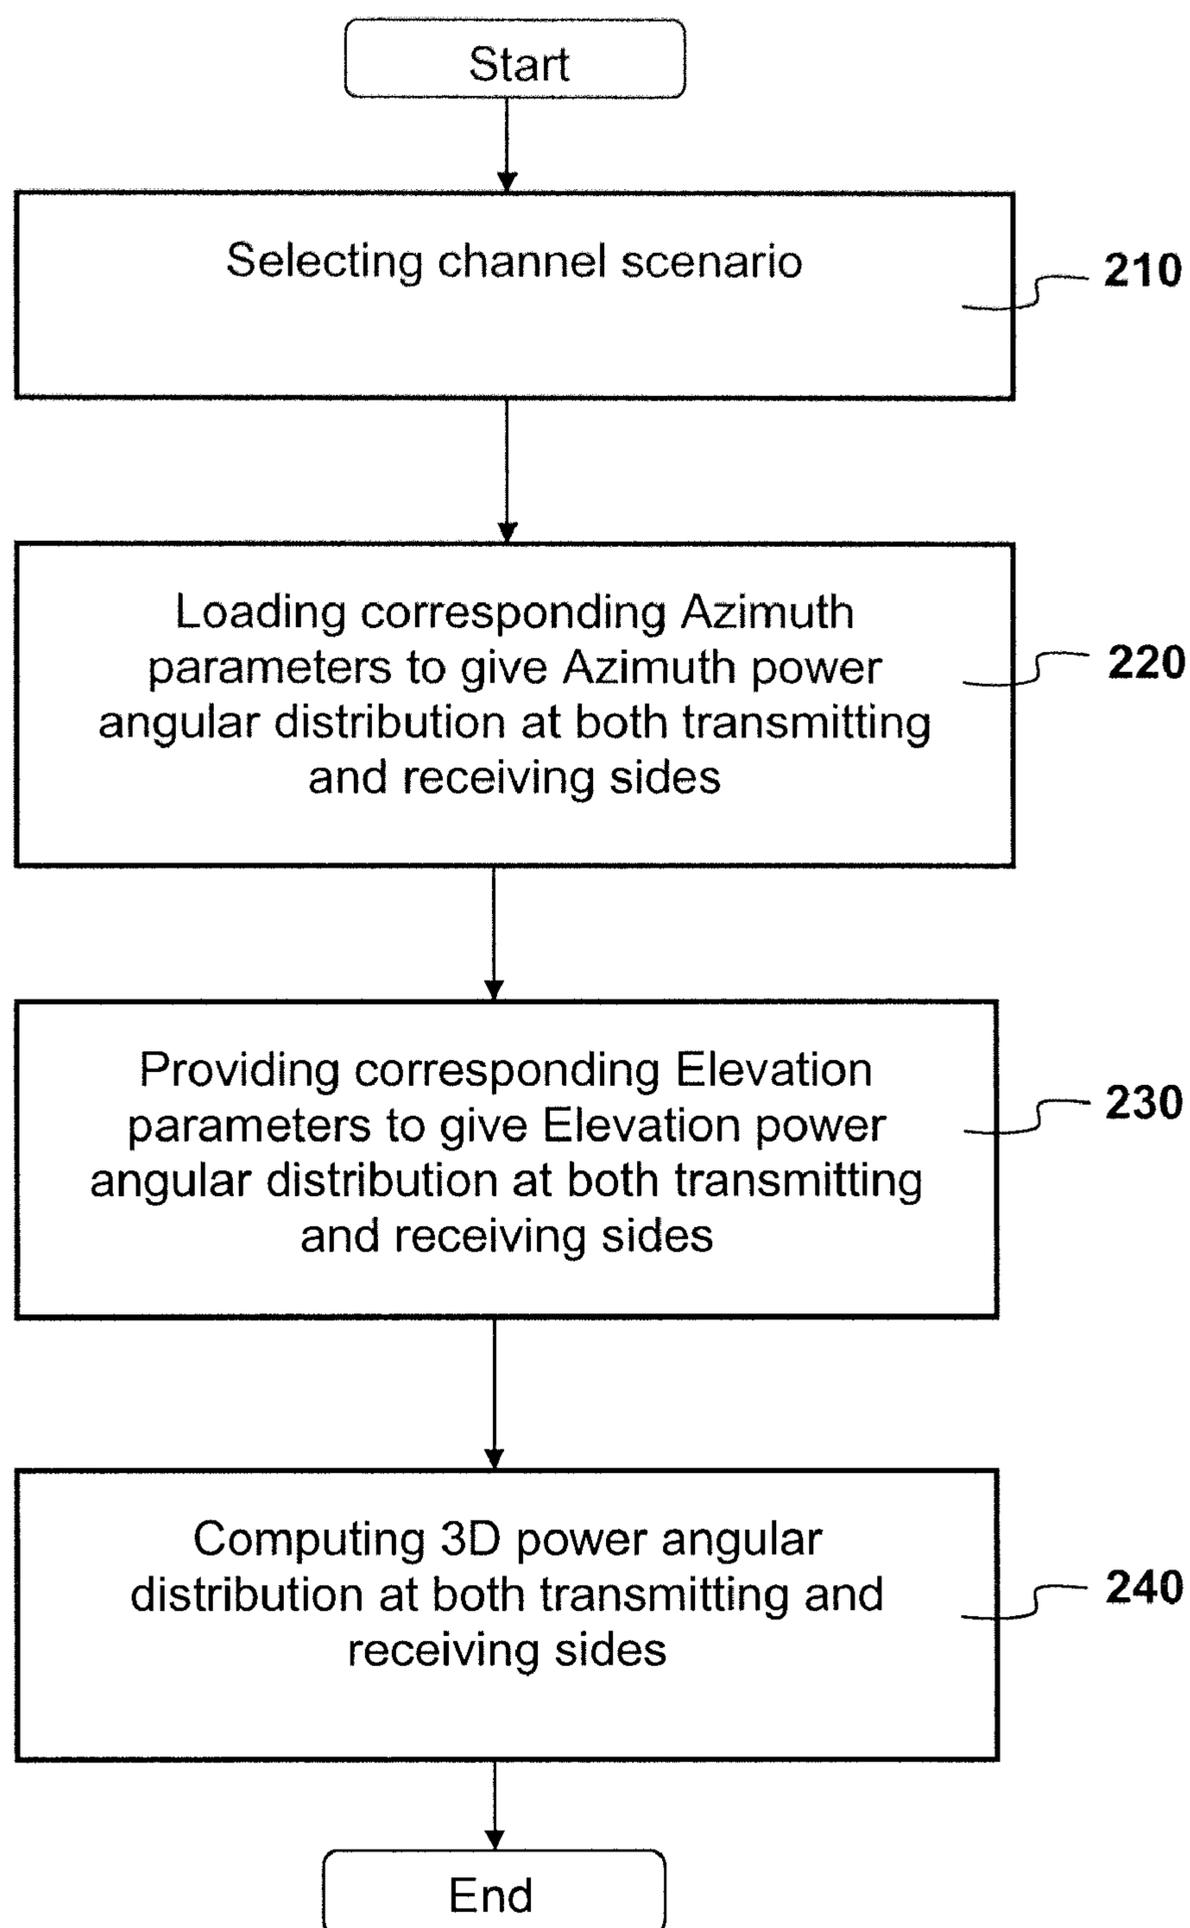 Start
Selecting channel scenario
210
Loading corresponding Azimuth
parameters to give Azimuth power
angular distribution at both transmitting
and receiving sides
220
Providing corresponding Elevation
parameters to give Elevation power
angular distribution at both transmitting
and receiving sides
230
Computing 3D power angular
distribution at both transmitting and
receiving sides
240
End